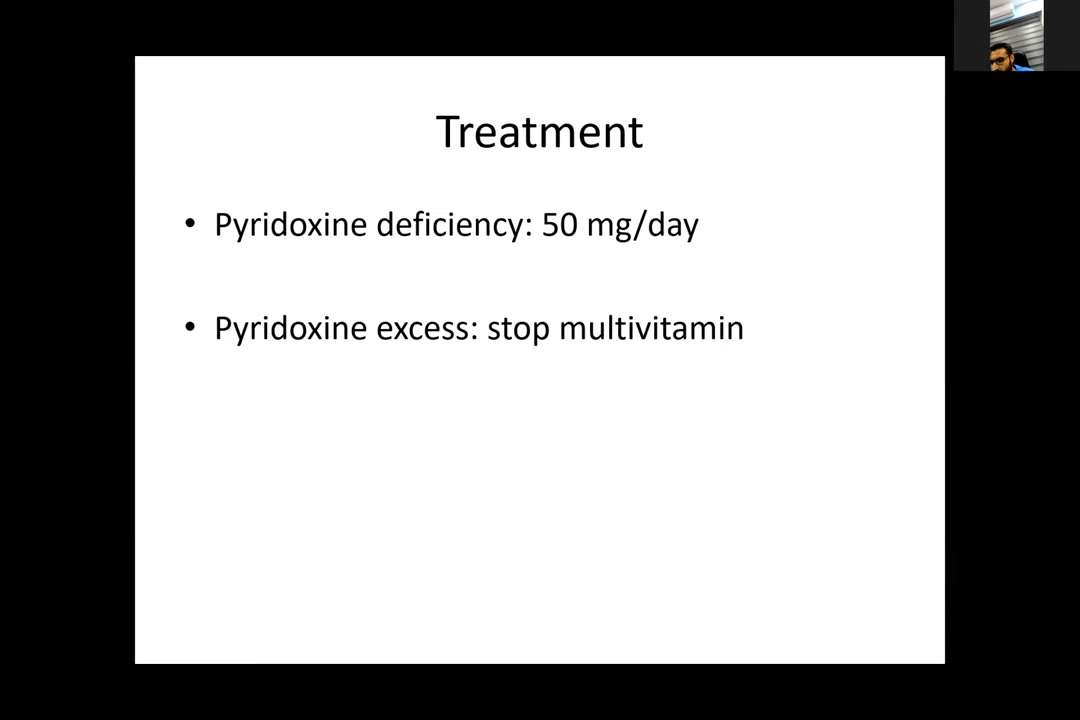 Treatment
• Pyridoxine deficiency: 50 mg/day
• Pyridoxine excess: stop multivitamin